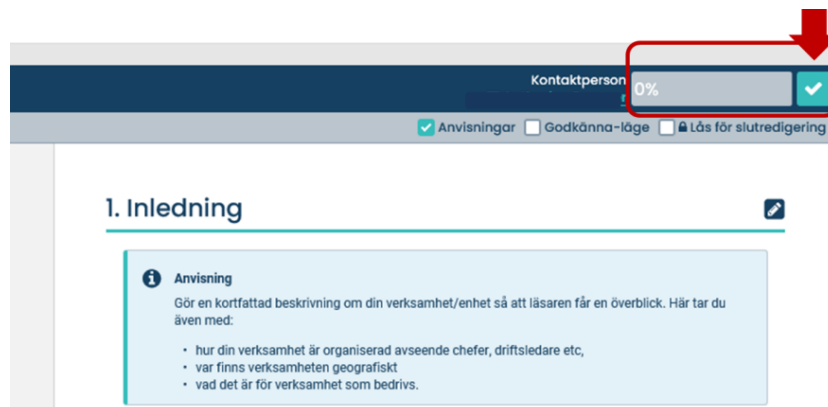 Kontaktperson
0%
Anvisningar Godkänna-läge Lås för slutredigering
1. Inledning
Anvisning
Gör en kortfattad beskrivning om din verksamhet/enhet så att läsaren får en överblick. Här tar du
även med:
• hur din verksamhet är organiserad avseende chefer, driftsledare etc,
• var finns verksamheten geografiskt
• vad det är för verksamhet som bedrivs.